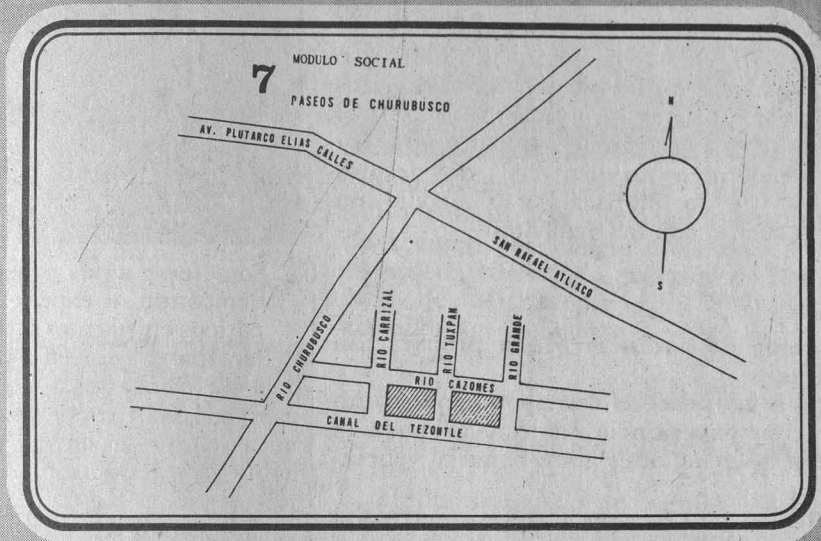 7
MODULO SOCIAL
PASEOS DE CHURUBUSCO
AV. PLUTARCO ELIAS CALLES
N
S
SAN RAFAEL ATLIXCO
RIO CHURUBUSCO
RIO CARRIZAL
RIO TUXPAM
RIO GRANDE
RIO CAZONES
CANAL DEL TEZONTLE